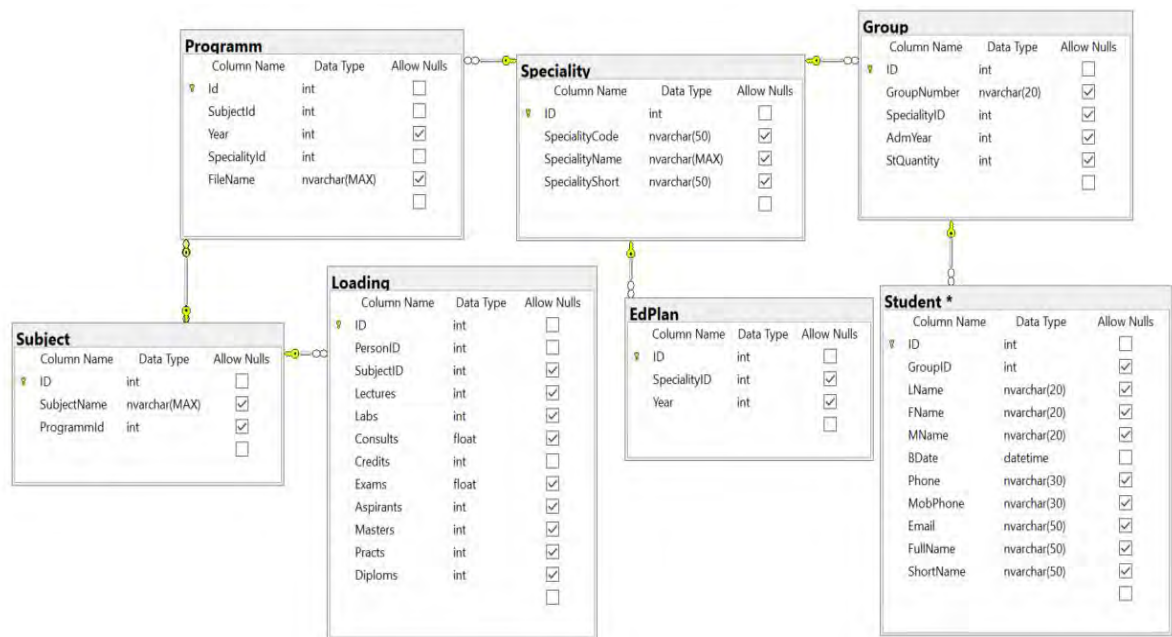 Programm
Column Name Data Type Allow Nulls
Id int
SubjectId int
Year int
SpecialityId int
FileName nvarchar(MAX)
Speciality
Column Name Data Type Allow Nulls
ID int
SpecialityCode nvarchar(50)
SpecialityName nvarchar(MAX)
SpecialityShort nvarchar(50)
Group
Column Name Data Type Allow Nulls
ID int
GroupNumber nvarchar(20)
SpecialityID int
AdmYear int
StQuantity int
Subject
Column Name Data Type Allow Nulls
ID int
SubjectName nvarchar(MAX)
ProgrammId int
Loading
Column Name Data Type Allow Nulls
ID int
PersonID int
SubjectID int
Lectures int
Labs int
Consults float
Credits int
Exams float
Aspirants int
Masters int
Practs int
Diploms int
EdPlan
Column Name Data Type Allow Nulls
ID int
SpecialityID int
Year int
Student *
Column Name Data Type Allow Nulls
ID int
GroupID int
LName nvarchar(20)
FName nvarchar(20)
MName nvarchar(20)
BDate datetime
Phone nvarchar(30)
MobPhone nvarchar(30)
Email nvarchar(50)
FullName nvarchar(50)
ShortName nvarchar(50)